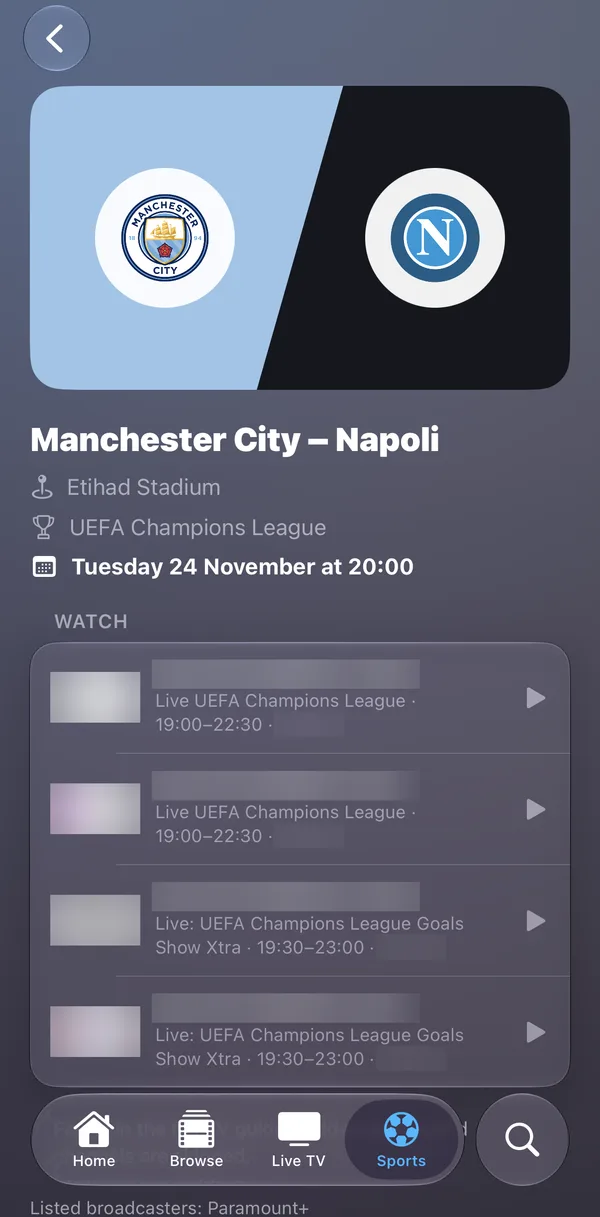 MANCHESTER
18 94
CITY
N
Manchester City – Napoli
Etihad Stadium
UEFA Champions League
Tuesday 24 November at 20:00
WATCH
Live UEFA Champions League ·
19:00–22:30 ·
Live UEFA Champions League ·
19:00–22:30 ·
Live: UEFA Champions League Goals
Show Xtra · 19:30–23:00 ·
Live: UEFA Champions League Goals
Show Xtra · 19:30–23:00 ·
Home
Browse
Live TV
Sports
Listed broadcasters: Paramount+